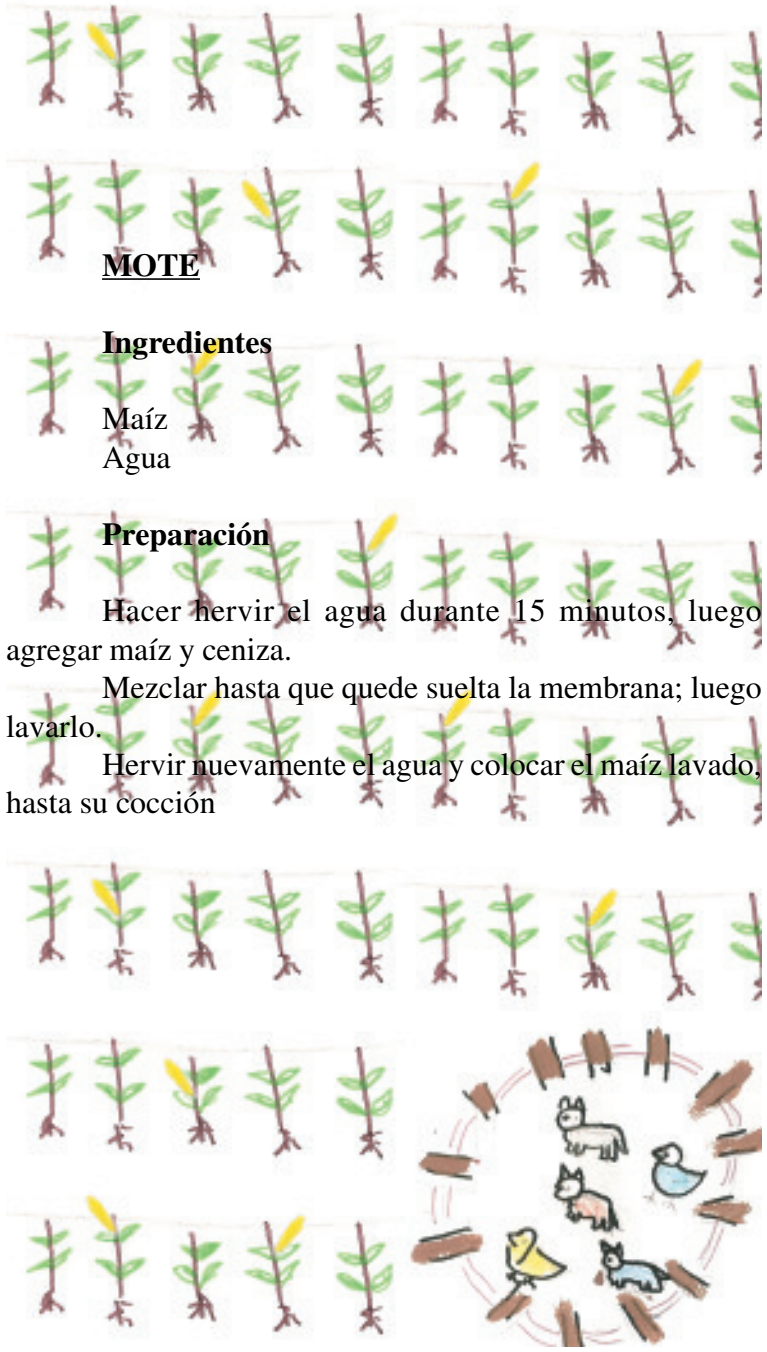 MOTE
Ingredientes
Maíz
Agua
Preparación
Hacer hervir el agua durante 15 minutos, luego
agregar maíz y ceniza.
Mezclar hasta que quede suelta la membrana; luego
lavarlo.
Hervir nuevamente el agua y colocar el maíz lavado,
hasta su cocción